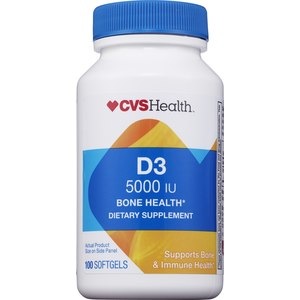 CVSHealth.
D3
5000 IU
BONE HEALTH*
DIETARY SUPPLEMENT
Actual Product
Size on Side Panel
100 SOFTGELS
Supports Bone
& Immune Health*